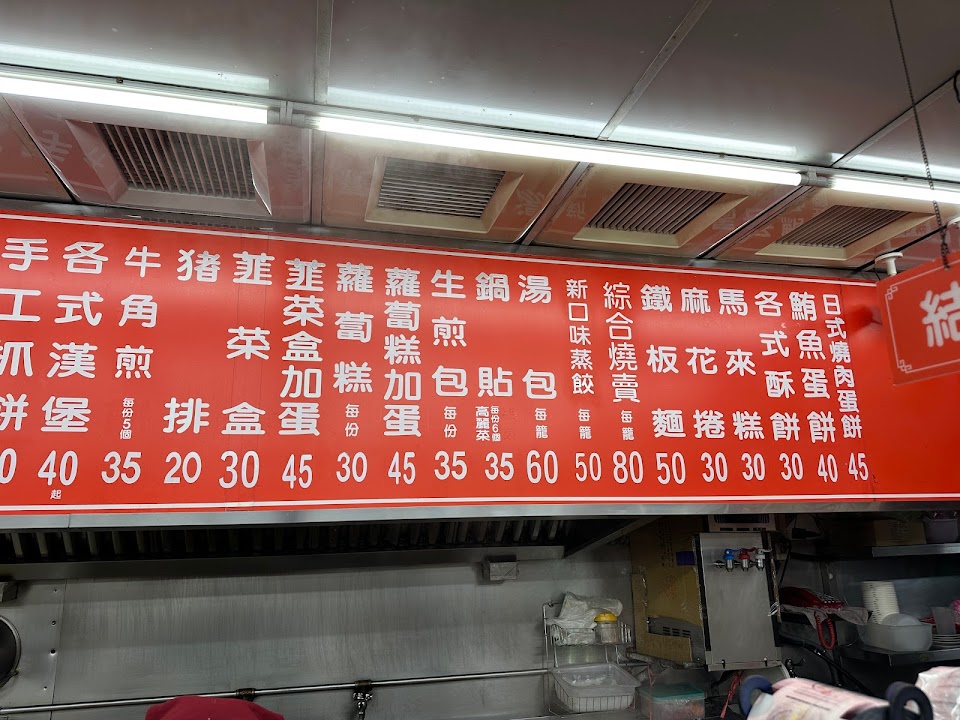 日式燒肉蛋餅 45
鮪魚蛋餅 40
各式酥餅 30
馬來糕 30
麻花捲 30
鐵板麵 50
綜合燒賣 每籠 80
新口味蒸餃 每籠 50
湯包 每籠 60
鍋貼 每份6個 高麗菜 35
生煎包 每份 35
蘿蔔糕加蛋 45
蘿蔔糕 每份 30
韮菜盒加蛋 45
韮菜盒 30
豬排 20
牛角煎 每份5個 35
各式漢堡 40 起
手工抓餅 0
結